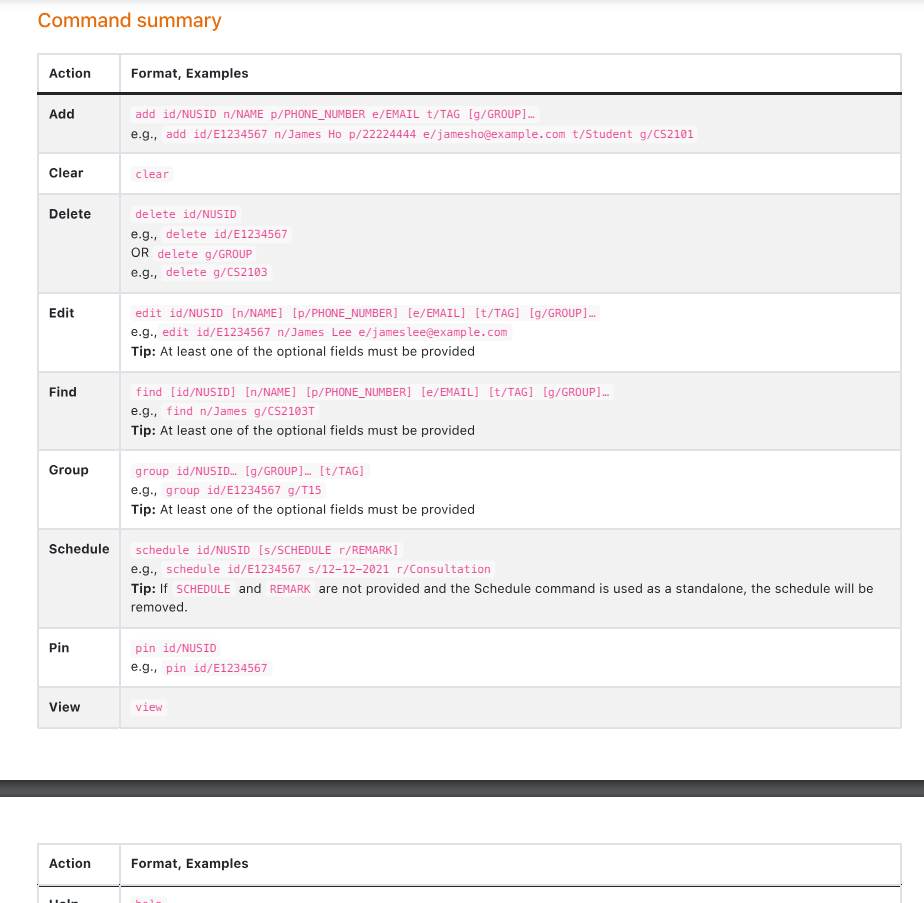 Command summary
Action Format, Examples
Add add id/NUSID n/NAME p/PHONE_NUMBER e/EMAIL t/TAG [g/GROUP]…
e.g., add id/E1234567 n/James Ho p/22224444 e/jamesho@example.com t/Student g/CS2101
Clear clear
Delete delete id/NUSID
e.g., delete id/E1234567
OR delete g/GROUP
e.g., delete g/CS2103
Edit edit id/NUSID [n/NAME] [p/PHONE_NUMBER] [e/EMAIL] [t/TAG] [g/GROUP]…
e.g., edit id/E1234567 n/James Lee e/jameslee@example.com
Tip: At least one of the optional fields must be provided
Find find [id/NUSID] [n/NAME] [p/PHONE_NUMBER] [e/EMAIL] [t/TAG] [g/GROUP]…
e.g., find n/James g/CS2103T
Tip: At least one of the optional fields must be provided
Group group id/NUSID… [g/GROUP]… [t/TAG]
e.g., group id/E1234567 g/T15
Tip: At least one of the optional fields must be provided
Schedule schedule id/NUSID [s/SCHEDULE r/REMARK]
e.g., schedule id/E1234567 s/12-12-2021 r/Consultation
Tip: If SCHEDULE and REMARK are not provided and the Schedule command is used as a standalone, the schedule will be
removed.
Pin pin id/NUSID
e.g., pin id/E1234567
View view
Action Format, Examples
Help help